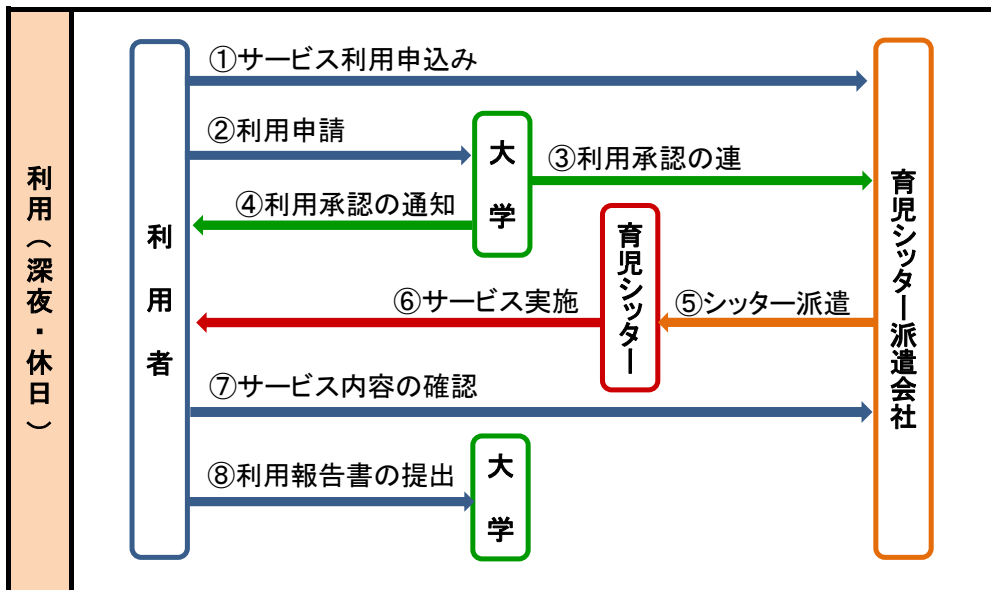 利用（深夜・休日）
①サービス利用申込み
②利用申請
大学
③利用承認の連
④利用承認の通知
利用者
育児シッター
育児シッター派遣会社
⑤シッター派遣
⑥サービス実施
⑦サービス内容の確認
⑧利用報告書の提出
大学